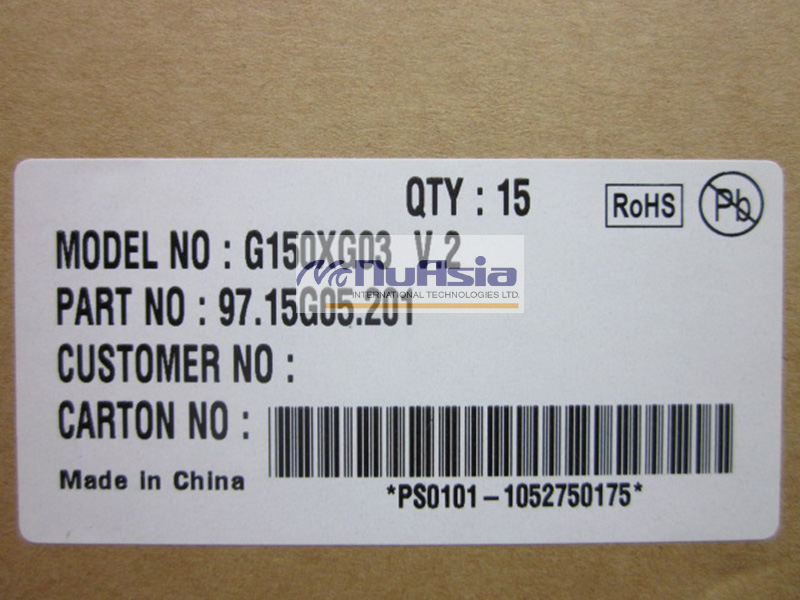 QTY : 15
RoHS
Pb
MODEL NO : G150XG03 V.2
NuAsia
INTERNATIONAL TECHNOLOGIES LTD.
PART NO : 97.15G05.201
CUSTOMER NO :
CARTON NO :
Made in China
*PS0101-1052750175*